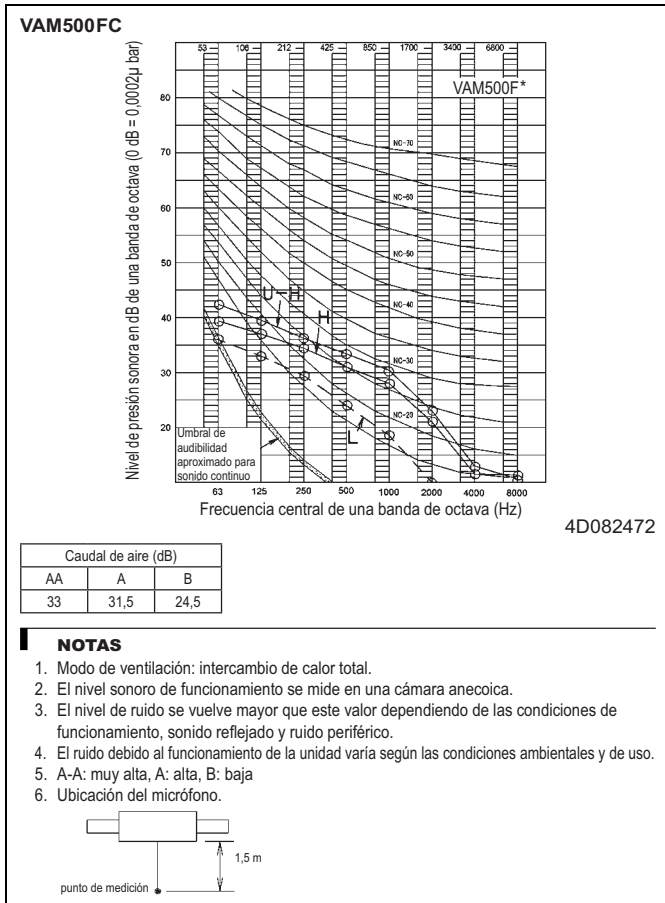 VAM500FC
Nivel de presión sonora en dB de una banda de octava (0 dB = 0,0002µ bar)
53 106 212 425 850 1700 3400 6800
VAM500F*
80
70
60
50
40
30
20
NC-70
NC-60
NC-50
NC-40
NC-30
NC-20
U-H
H
L
Umbral de
audibilidad
aproximado para
sonido continuo
63 125 250 500 1000 2000 4000 8000
Frecuencia central de una banda de octava (Hz)
4D082472
Caudal de aire (dB)
AA A B
33 31,5 24,5
NOTAS
1. Modo de ventilación: intercambio de calor total.
2. El nivel sonoro de funcionamiento se mide en una cámara anecoica.
3. El nivel de ruido se vuelve mayor que este valor dependiendo de las condiciones de
funcionamiento, sonido reflejado y ruido periférico.
4. El ruido debido al funcionamiento de la unidad varía según las condiciones ambientales y de uso.
5. A-A: muy alta, A: alta, B: baja
6. Ubicación del micrófono.
1,5 m
punto de medición